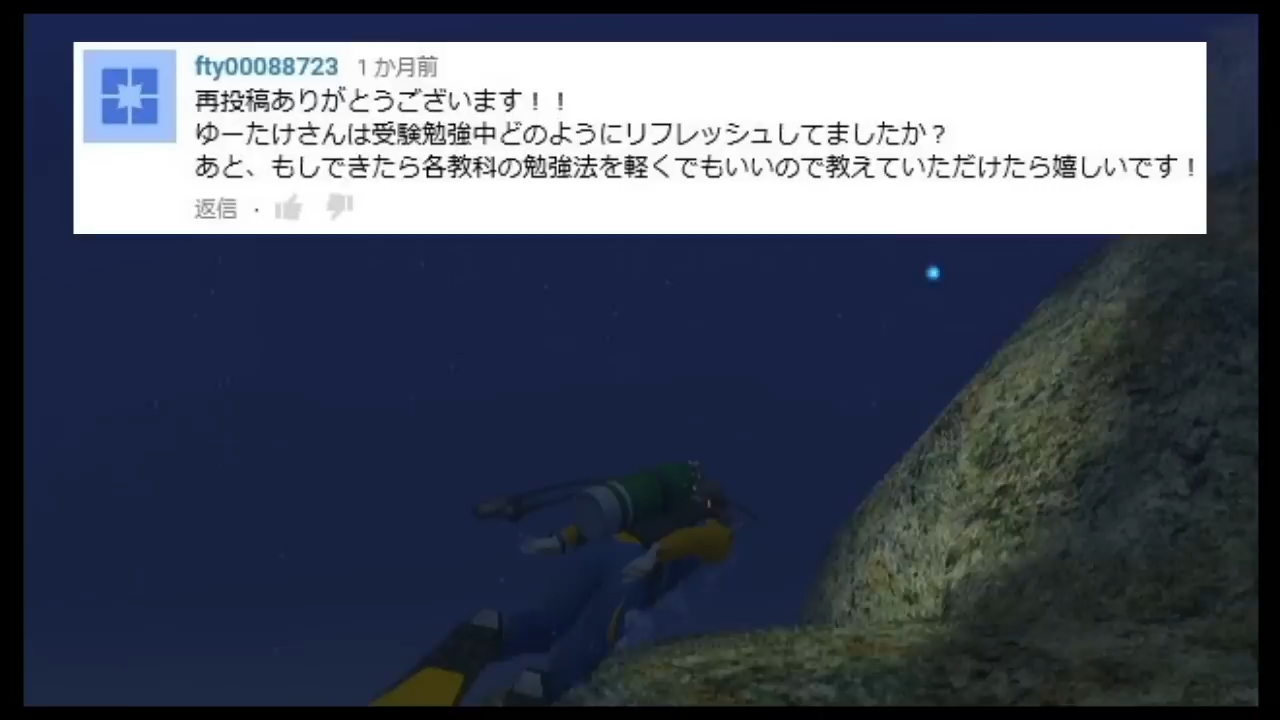 fty00088723 1 か月前
再投稿ありがとうございます！！
ゆーたけさんは受験勉強中どのようにリフレッシュしてましたか？
あと、もしできたら各教科の勉強法を軽くでもいいので教えていただけたら嬉しいです！
返信 ·